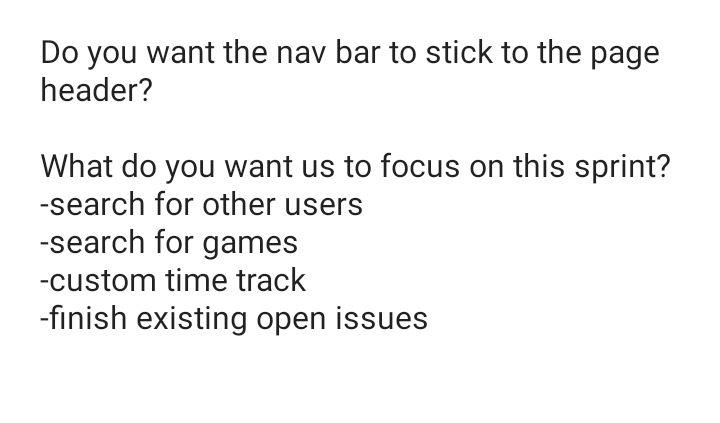 Do you want the nav bar to stick to the page
header?
What do you want us to focus on this sprint?
-search for other users
-search for games
-custom time track
-finish existing open issues